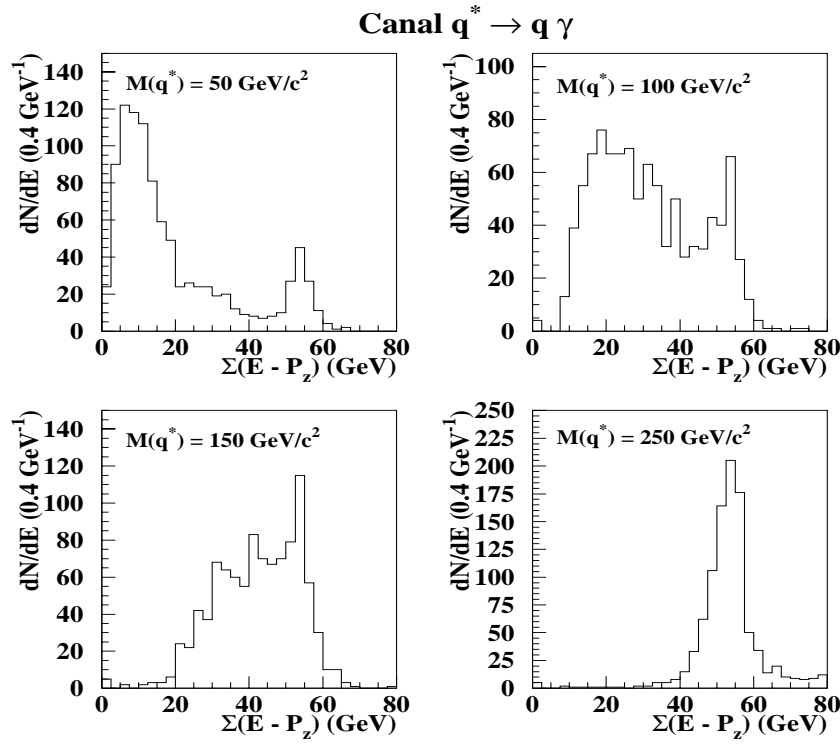 Canal q* → q γ
dN/dE (0.4 GeV⁻¹)
M(q*) = 50 GeV/c²
140
120
100
80
60
40
20
0
0 20 40 60 80
Σ(E - P_z) (GeV)
dN/dE (0.4 GeV⁻¹)
M(q*) = 100 GeV/c²
100
80
60
40
20
0
0 20 40 60 80
Σ(E - P_z) (GeV)
dN/dE (0.4 GeV⁻¹)
M(q*) = 150 GeV/c²
140
120
100
80
60
40
20
0
0 20 40 60 80
Σ(E - P_z) (GeV)
dN/dE (0.4 GeV⁻¹)
M(q*) = 250 GeV/c²
250
225
200
175
150
125
100
75
50
25
0
0 20 40 60 80
Σ(E - P_z) (GeV)